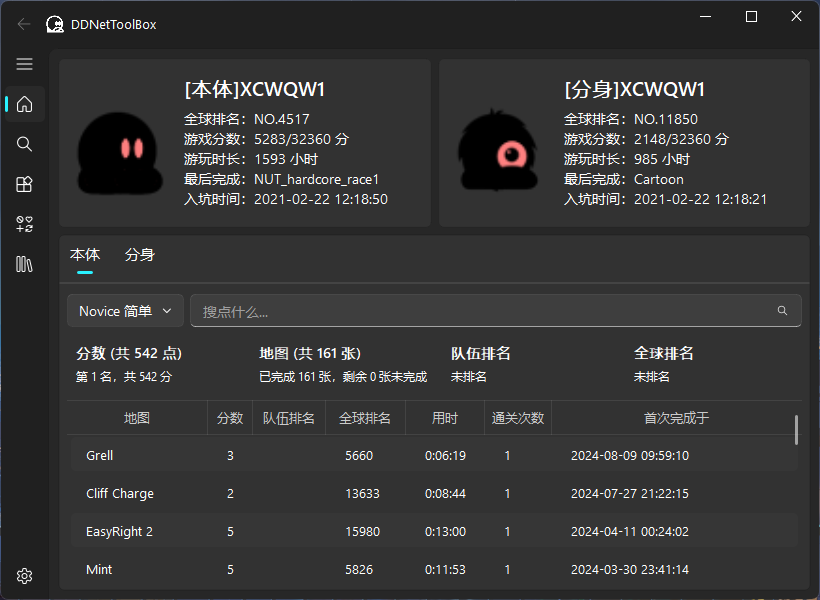 DDNetToolBox
[本体]XCWQW1
全球排名：NO.4517
游戏分数：5283/32360 分
游玩时长：1593 小时
最后完成：NUT_hardcore_race1
入坑时间：2021-02-22 12:18:50
[分身]XCWQW1
全球排名：NO.11850
游戏分数：2148/32360 分
游玩时长：985 小时
最后完成：Cartoon
入坑时间：2021-02-22 12:18:21
本体 分身
Novice 简单 搜点什么...
分数 (共 542 点) 地图 (共 161 张) 队伍排名 全球排名
第 1 名，共 542 分 已完成 161 张，剩余 0 张未完成 未排名 未排名
地图 分数 队伍排名 全球排名 用时 通关次数 首次完成于
Grell 3 5660 0:06:19 1 2024-08-09 09:59:10
Cliff Charge 2 13633 0:08:44 1 2024-07-27 21:22:15
EasyRight 2 5 15980 0:13:00 1 2024-04-11 00:24:02
Mint 5 5826 0:11:53 1 2024-03-30 23:41:14